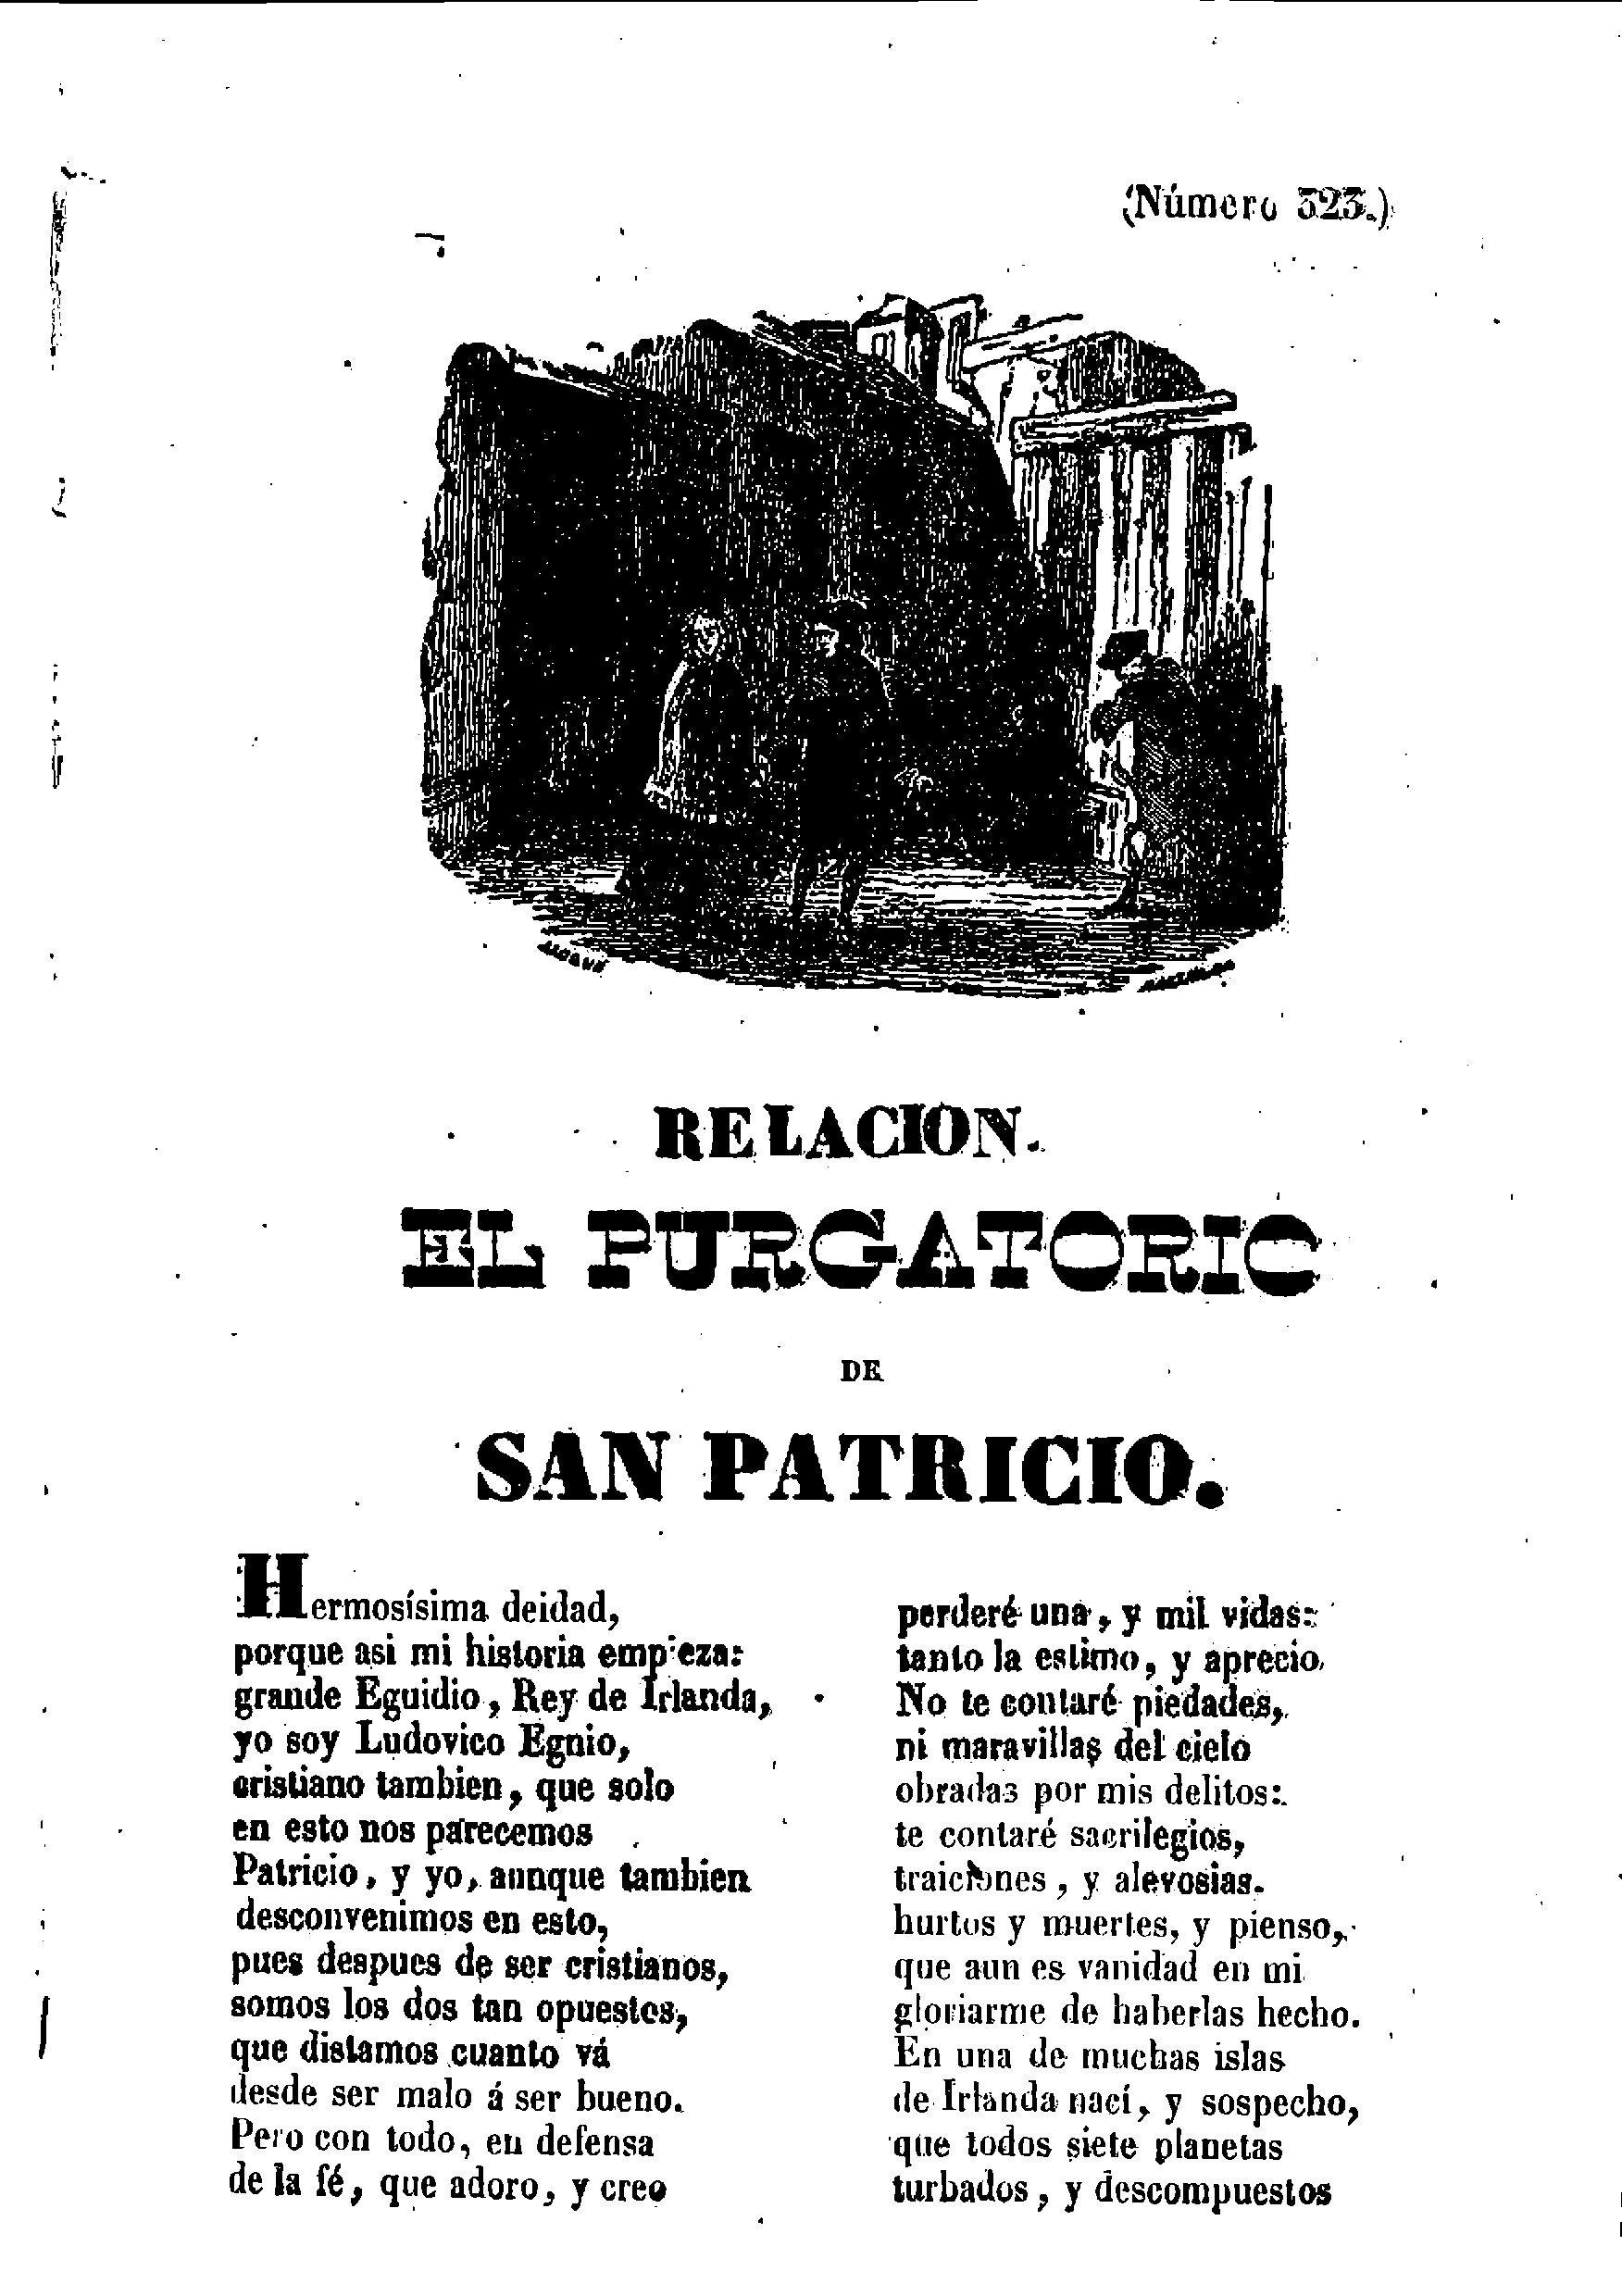 (Número 323.)
RELACION.
EL PURGATORIO
DE
SAN PATRICIO.
Hermosísima deidad,
porque asi mi historia empieza:
grande Eguidio, Rey de Irlanda,
yo soy Ludovico Egnio,
cristiano tambien, que solo
en esto nos parecemos
Patricio, y yo, aunque tambien
desconvenimos en esto,
pues despues de ser cristianos,
somos los dos tan opuestos,
que distamos cuanto vá
desde ser malo á ser bueno.
Pero con todo, en defensa
de la fé, que adoro, y creo
perderé una, y mil vidas:
tanto la estimo, y aprecio.
No te contaré piedades,
ni maravillas del cielo
obradas por mis delitos:
te contaré sacrilegios,
traiciones, y alevosias.
hurtos y muertes, y pienso,
que aun es vanidad en mi
gloriarme de haberlas hecho.
En una de muchas islas
de Irlanda nací, y sospecho,
que todos siete planetas
turbados, y descompuestos